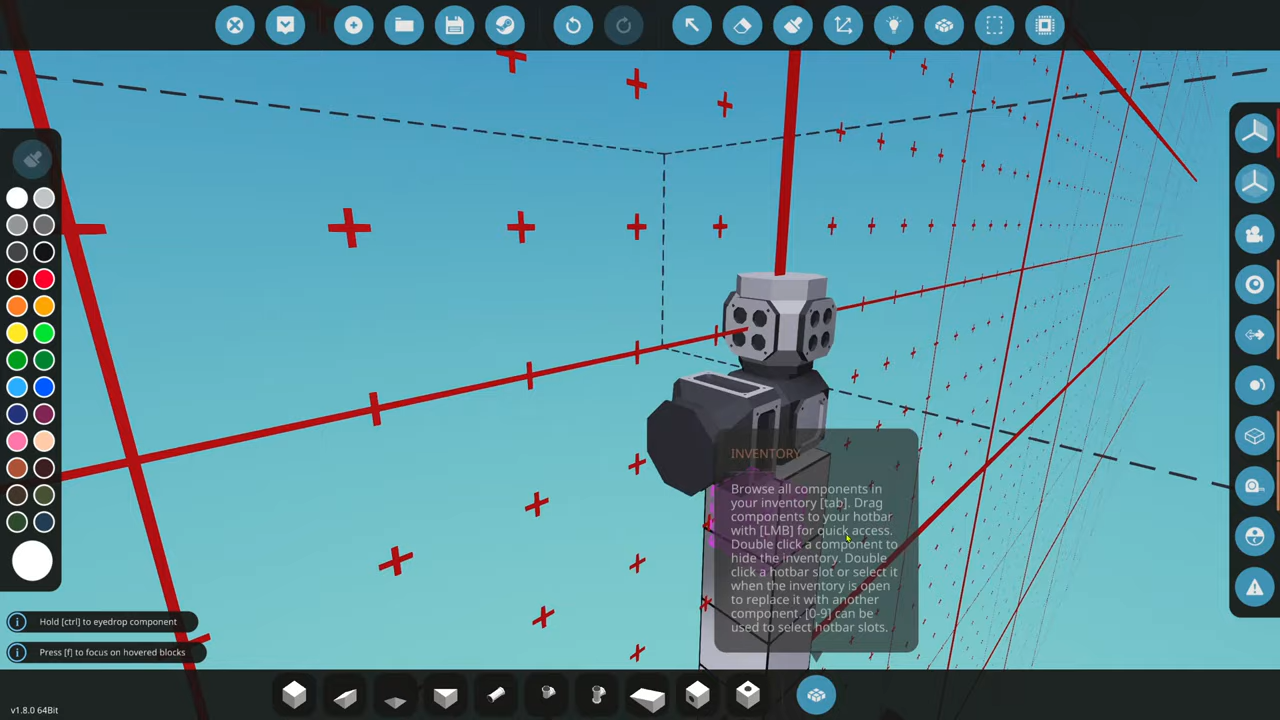 INVENTORY
Browse all components in
your inventory [tab]. Drag
components to your hotbar
with [LMB] for quick access.
Double click a component to
hide the inventory. Double
click a hotbar slot or select it
when the inventory is open
to replace it with another
component. [0-9] can be
used to select hotbar slots.
Hold [ctrl] to eyedrop component
Press [f] to focus on hovered blocks
v1.8.0 64Bit